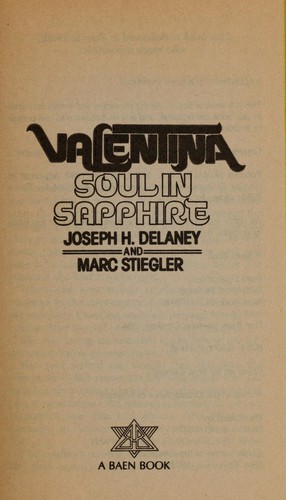 VALENTINA
SOUL IN
SAPPHIRE
JOSEPH H. DELANEY
AND
MARC STIEGLER
A BAEN BOOK